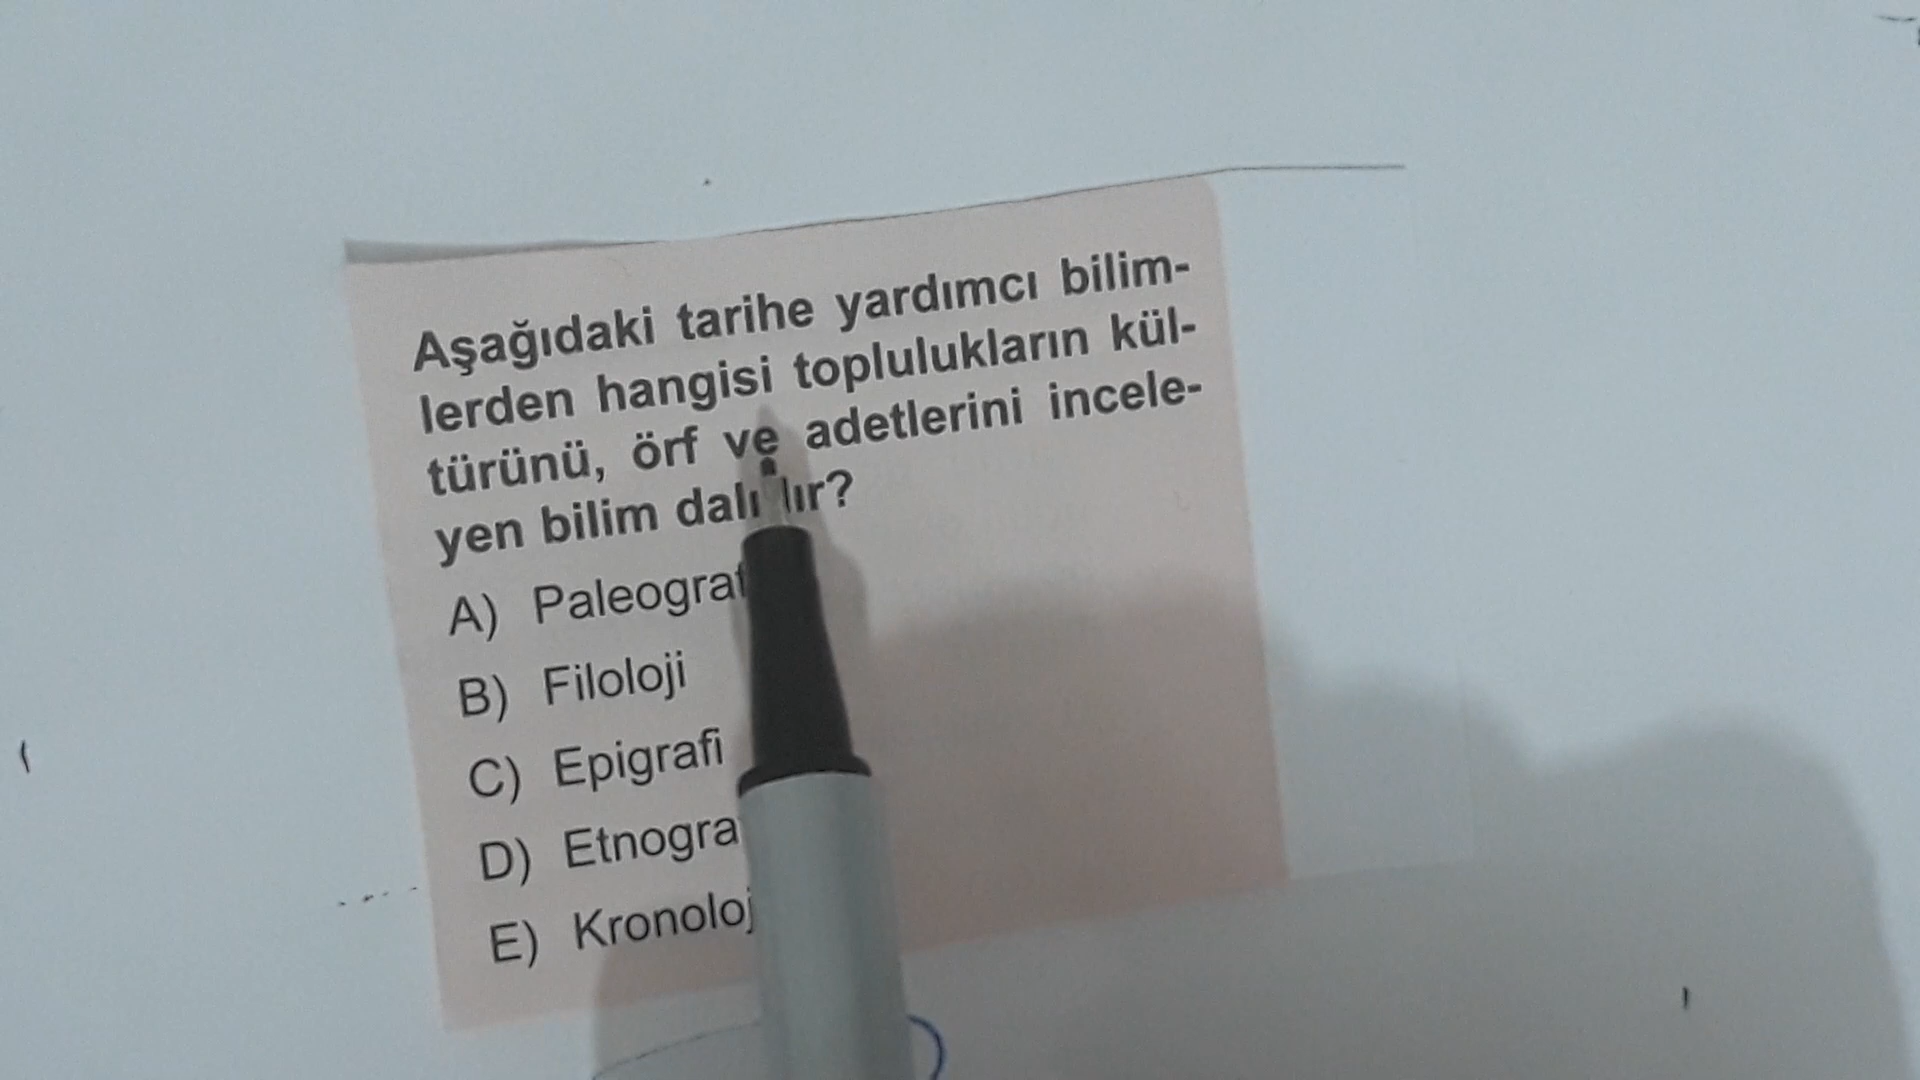 Aşağıdaki tarihe yardımcı bilim-
lerden hangisi toplulukların kül-
türünü, örf ve adetlerini incele-
yen bilim dalıdır?
A) Paleograf
B) Filoloji
C) Epigrafi
D) Etnogra
E) Kronoloj